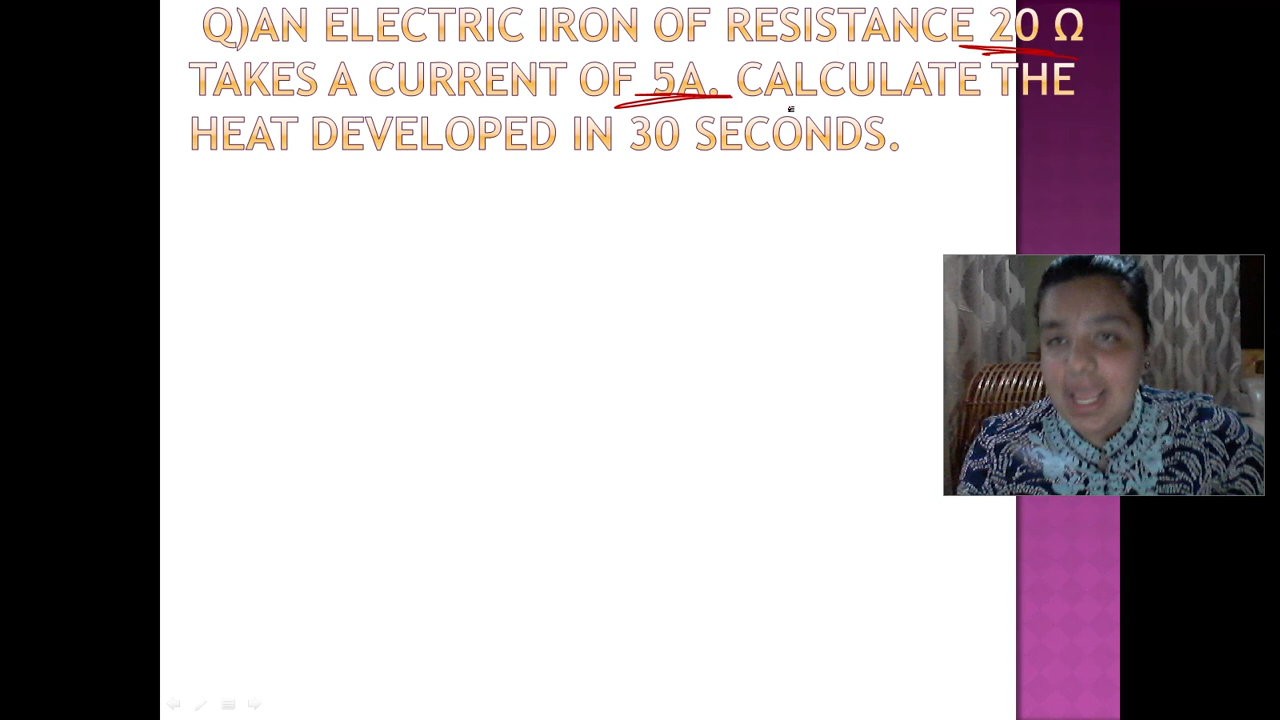 Q)AN ELECTRIC IRON OF RESISTANCE 20 Ω
TAKES A CURRENT OF 5A. CALCULATE THE
HEAT DEVELOPED IN 30 SECONDS.